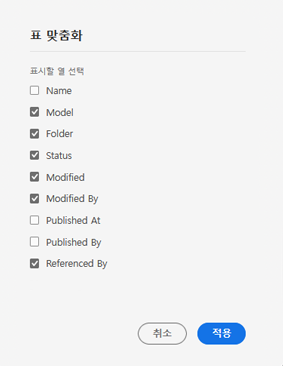 표 맞춤화
표시할 열 선택
Name
Model
Folder
Status
Modified
Modified By
Published At
Published By
Referenced By
취소
적용